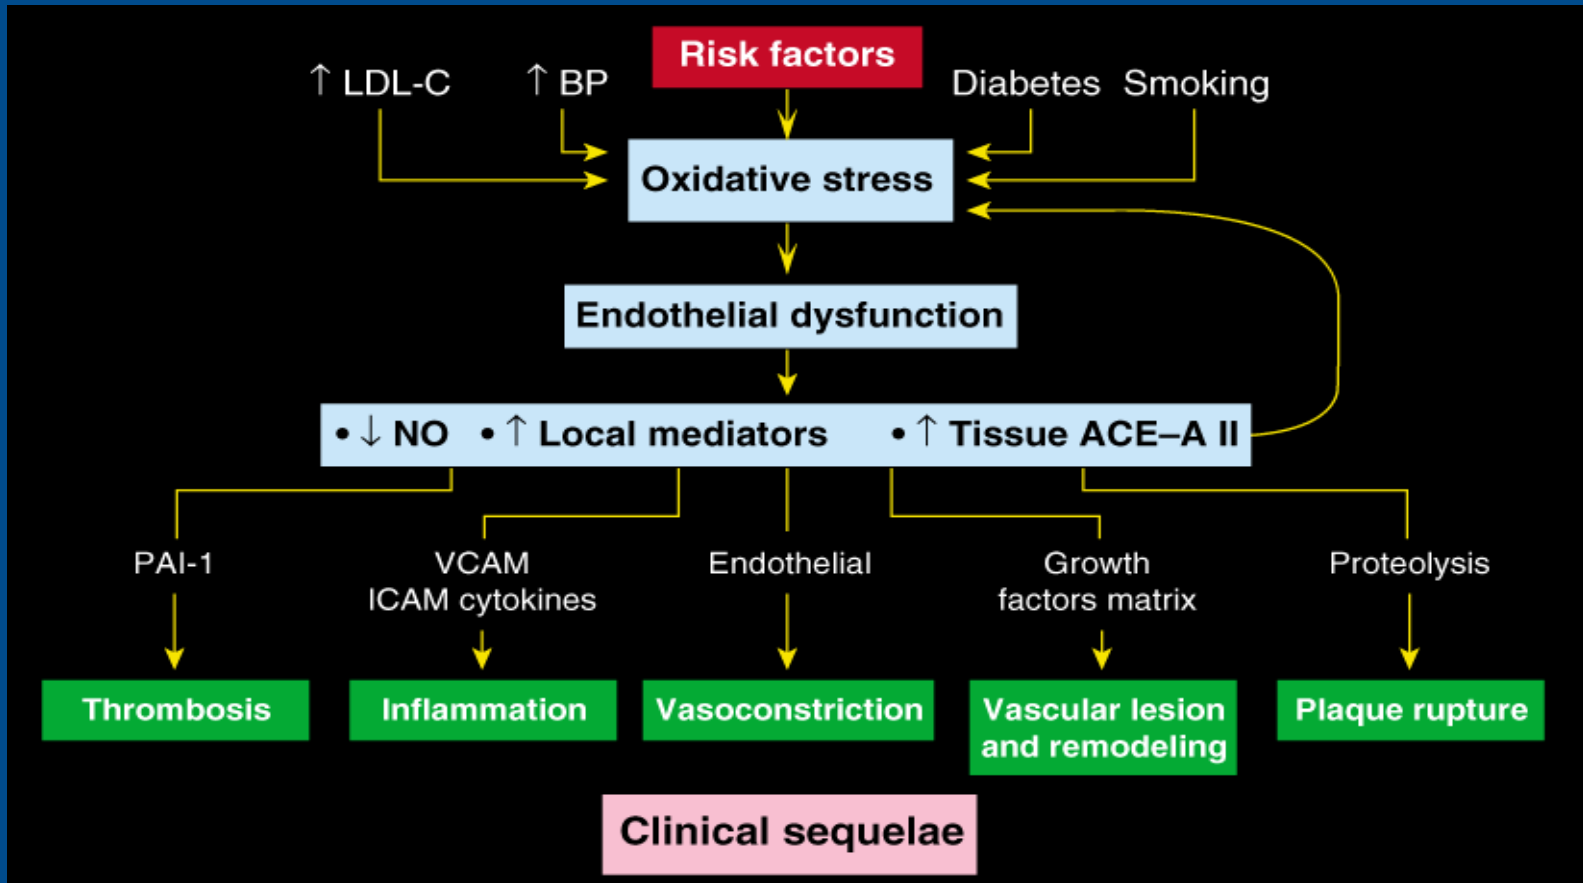 Risk factors
↑ LDL-C
↑ BP
Diabetes
Smoking
Oxidative stress
Endothelial dysfunction
• ↓ NO • ↑ Local mediators • ↑ Tissue ACE–A II
PAI-1
VCAM
ICAM cytokines
Endothelial
Growth
factors matrix
Proteolysis
Thrombosis
Inflammation
Vasoconstriction
Vascular lesion
and remodeling
Plaque rupture
Clinical sequelae